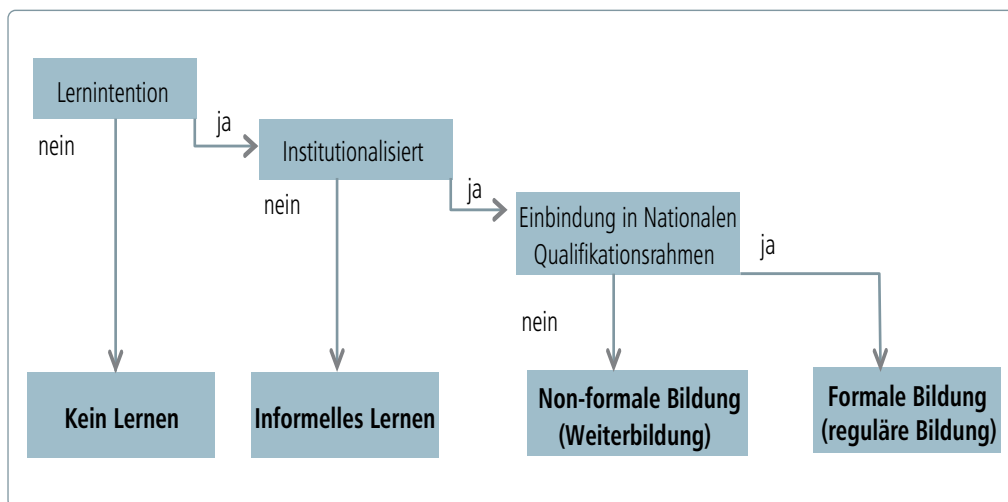 Lernintention
nein
ja
Institutionalisiert
nein
ja
Einbindung in Nationalen
Qualifikationsrahmen
ja
nein
Kein Lernen
Informelles Lernen
Non-formale Bildung
(Weiterbildung)
Formale Bildung
(reguläre Bildung)